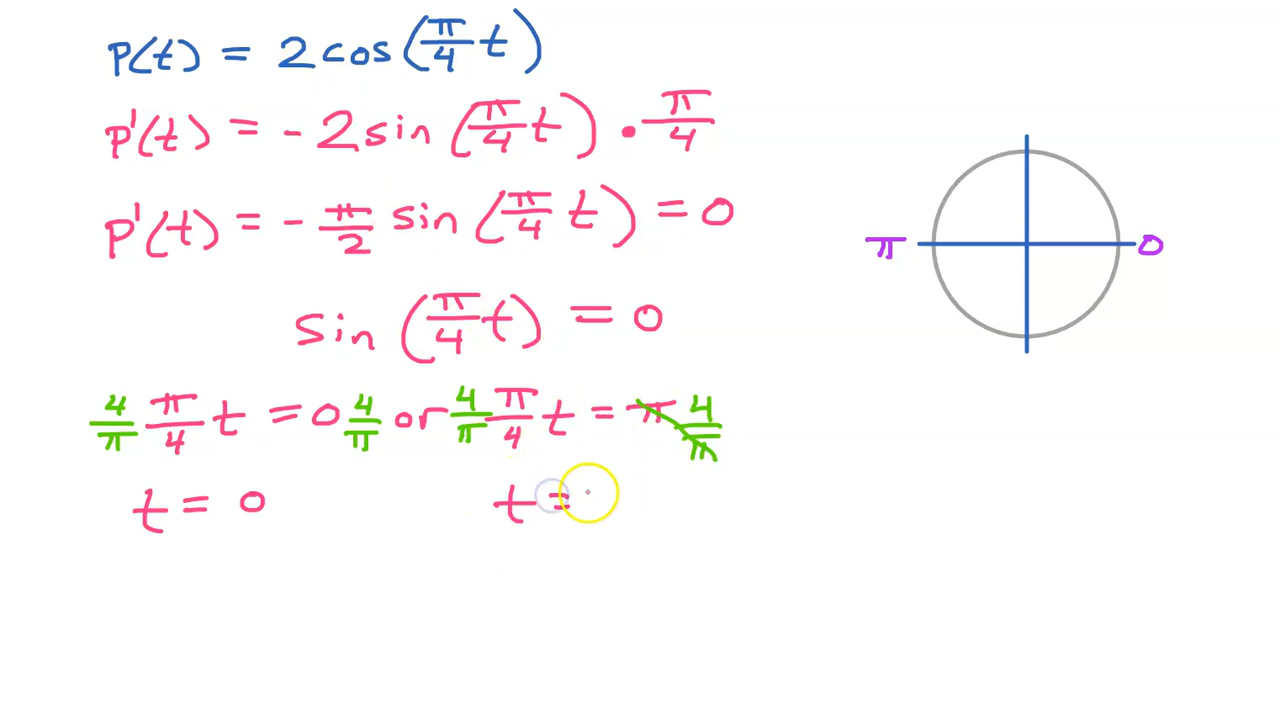 p(t) = 2cos(π/4 t)
p'(t) = -2sin(π/4 t) · π/4
p'(t) = -π/2 sin(π/4 t) = 0
π 0
sin(π/4 t) = 0
4/π π/4 t = 0 4/π or 4/π π/4 t = π 4/π
t = 0 t =